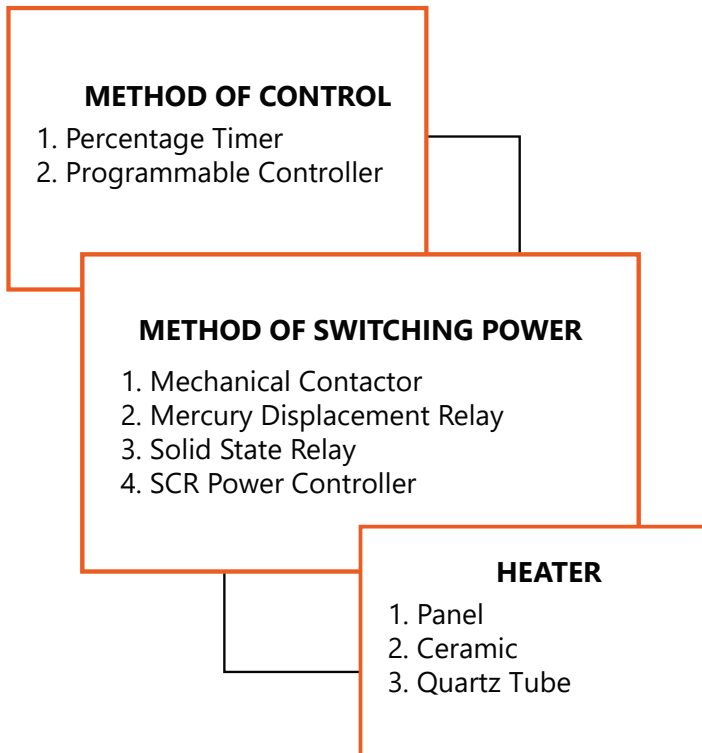 METHOD OF CONTROL
1. Percentage Timer
2. Programmable Controller
METHOD OF SWITCHING POWER
1. Mechanical Contactor
2. Mercury Displacement Relay
3. Solid State Relay
4. SCR Power Controller
HEATER
1. Panel
2. Ceramic
3. Quartz Tube